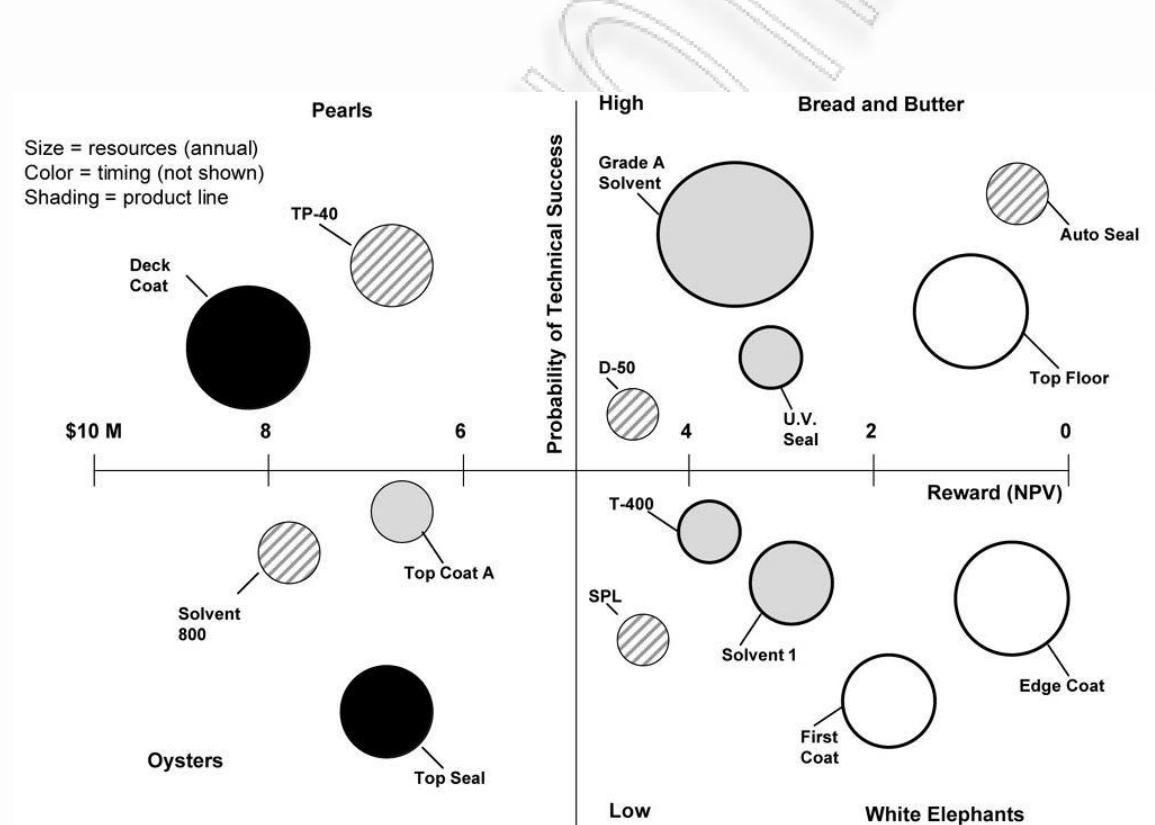 Pearls
High
Bread and Butter
Size = resources (annual)
Color = timing (not shown)
Shading = product line
Probability of Technical Success
TP-40
Deck
Coat
Grade A
Solvent
Auto Seal
Top Floor
D-50
U.V.
Seal
$10 M
8
6
4
2
0
Reward (NPV)
T-400
Top Coat A
Solvent
800
SPL
Solvent 1
Edge Coat
First
Coat
Oysters
Top Seal
Low
White Elephants